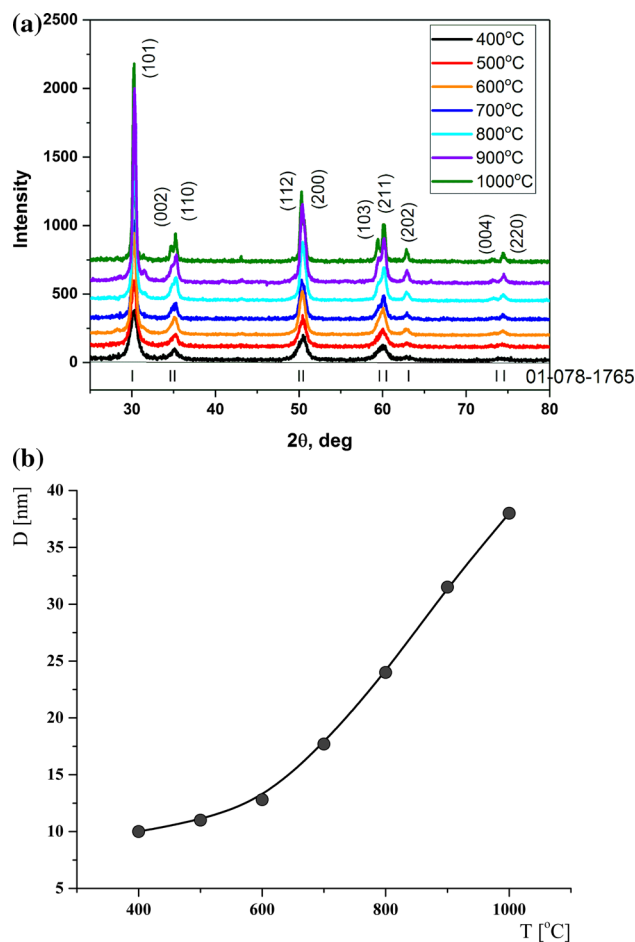 (a)
2500
2000
1500
1000
500
0
Intensity
(101)
(002)
(110)
(112)
(200)
(103)
(211)
(202)
(004)
(220)
400°C
500°C
600°C
700°C
800°C
900°C
1000°C
01-078-1765
30 40 50 60 70 80
2θ, deg
(b)
D [nm]
40
35
30
25
20
15
10
5
400 600 800 1000
T [°C]